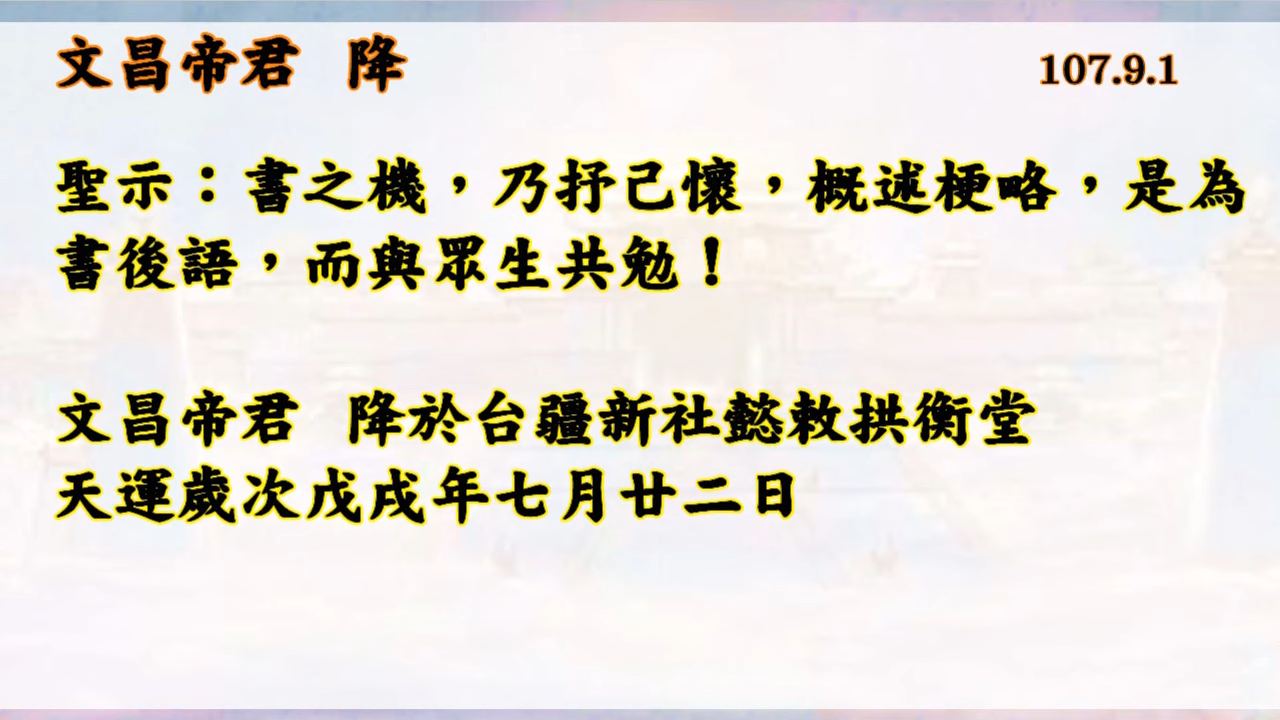 文昌帝君 降 107.9.1
聖示：書之機，乃抒己懷，概述梗略，是為
書後語，而與眾生共勉！
文昌帝君 降於台疆新社懿敕拱衡堂
天運歲次戊戌年七月廿二日